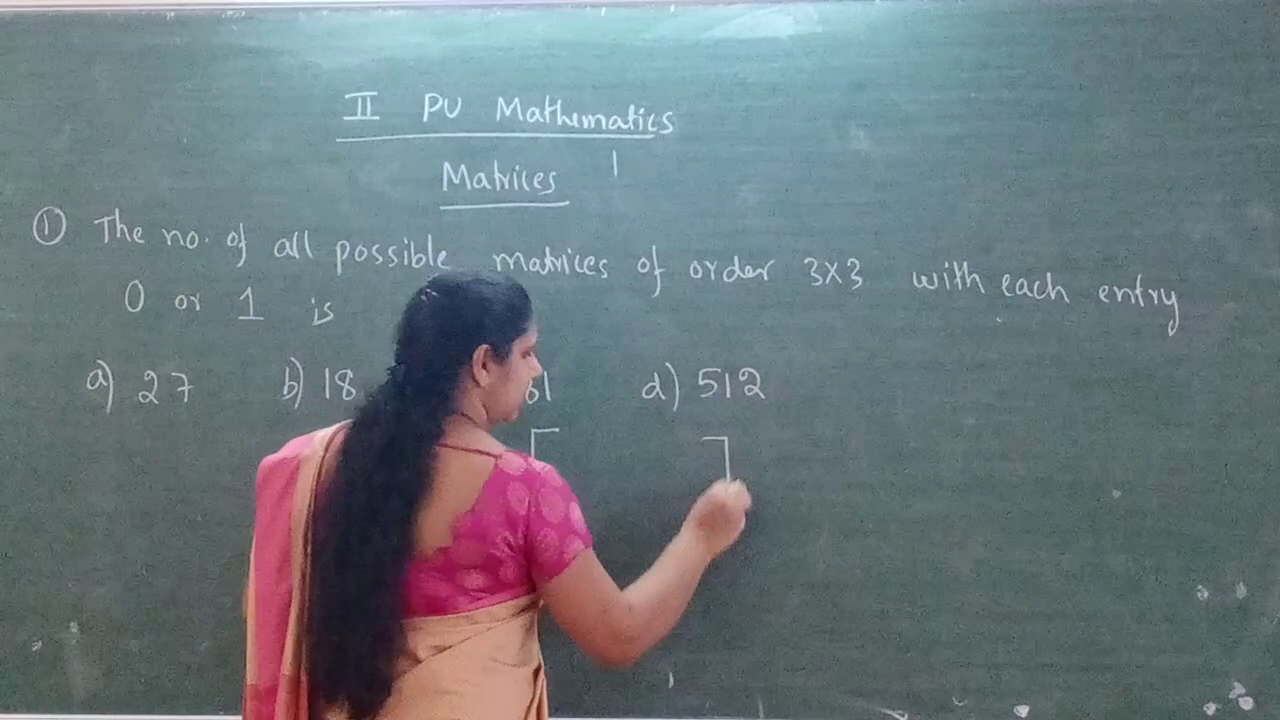 II PU Mathematics
Matrices
① The no. of all possible matrices of order 3×3 with each entry
0 or 1 is
a) 27 b) 18 d) 512